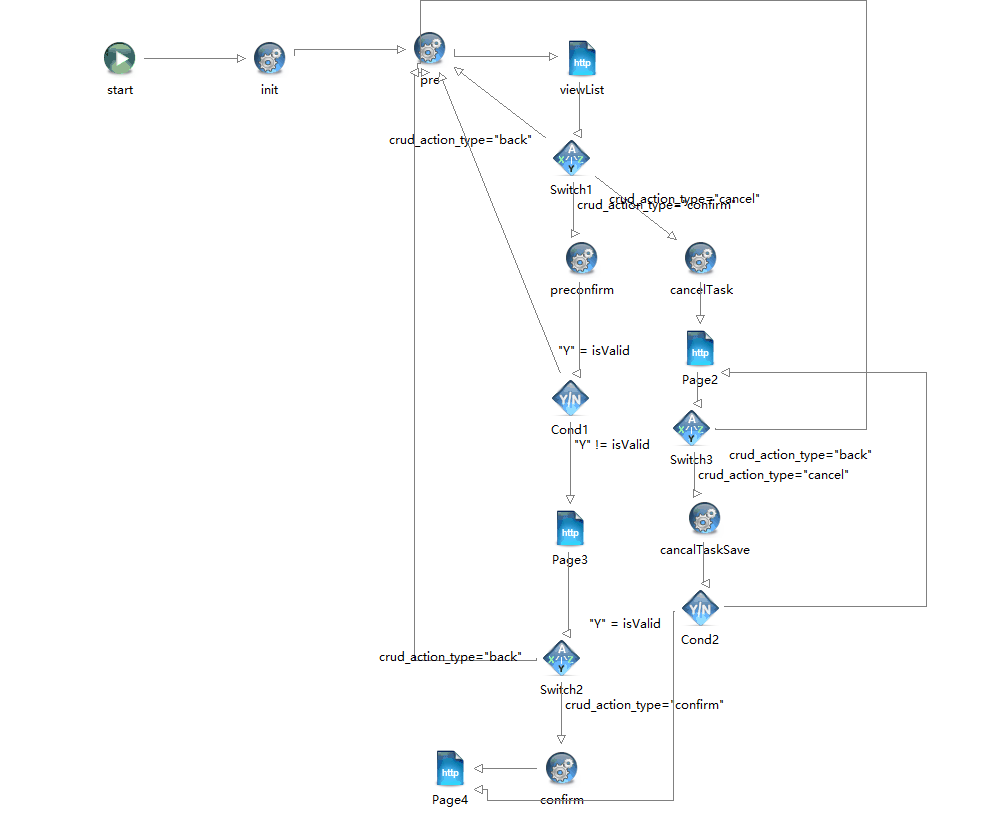 start
init
pre
http
viewList
crud_action_type="back"
A
X Z
Y
Switch1
crud_action_type="cancel"
crud_action_type="confirm"
preconfirm
cancelTask
"Y" = isValid
http
Page2
Y/N
Cond1
"Y" != isValid
A
X Z
Y
Switch3
crud_action_type="back"
crud_action_type="cancel"
http
Page3
cancalTaskSave
Y/N
Cond2
"Y" = isValid
crud_action_type="back"
A
X Z
Y
Switch2
crud_action_type="confirm"
http
Page4
confirm